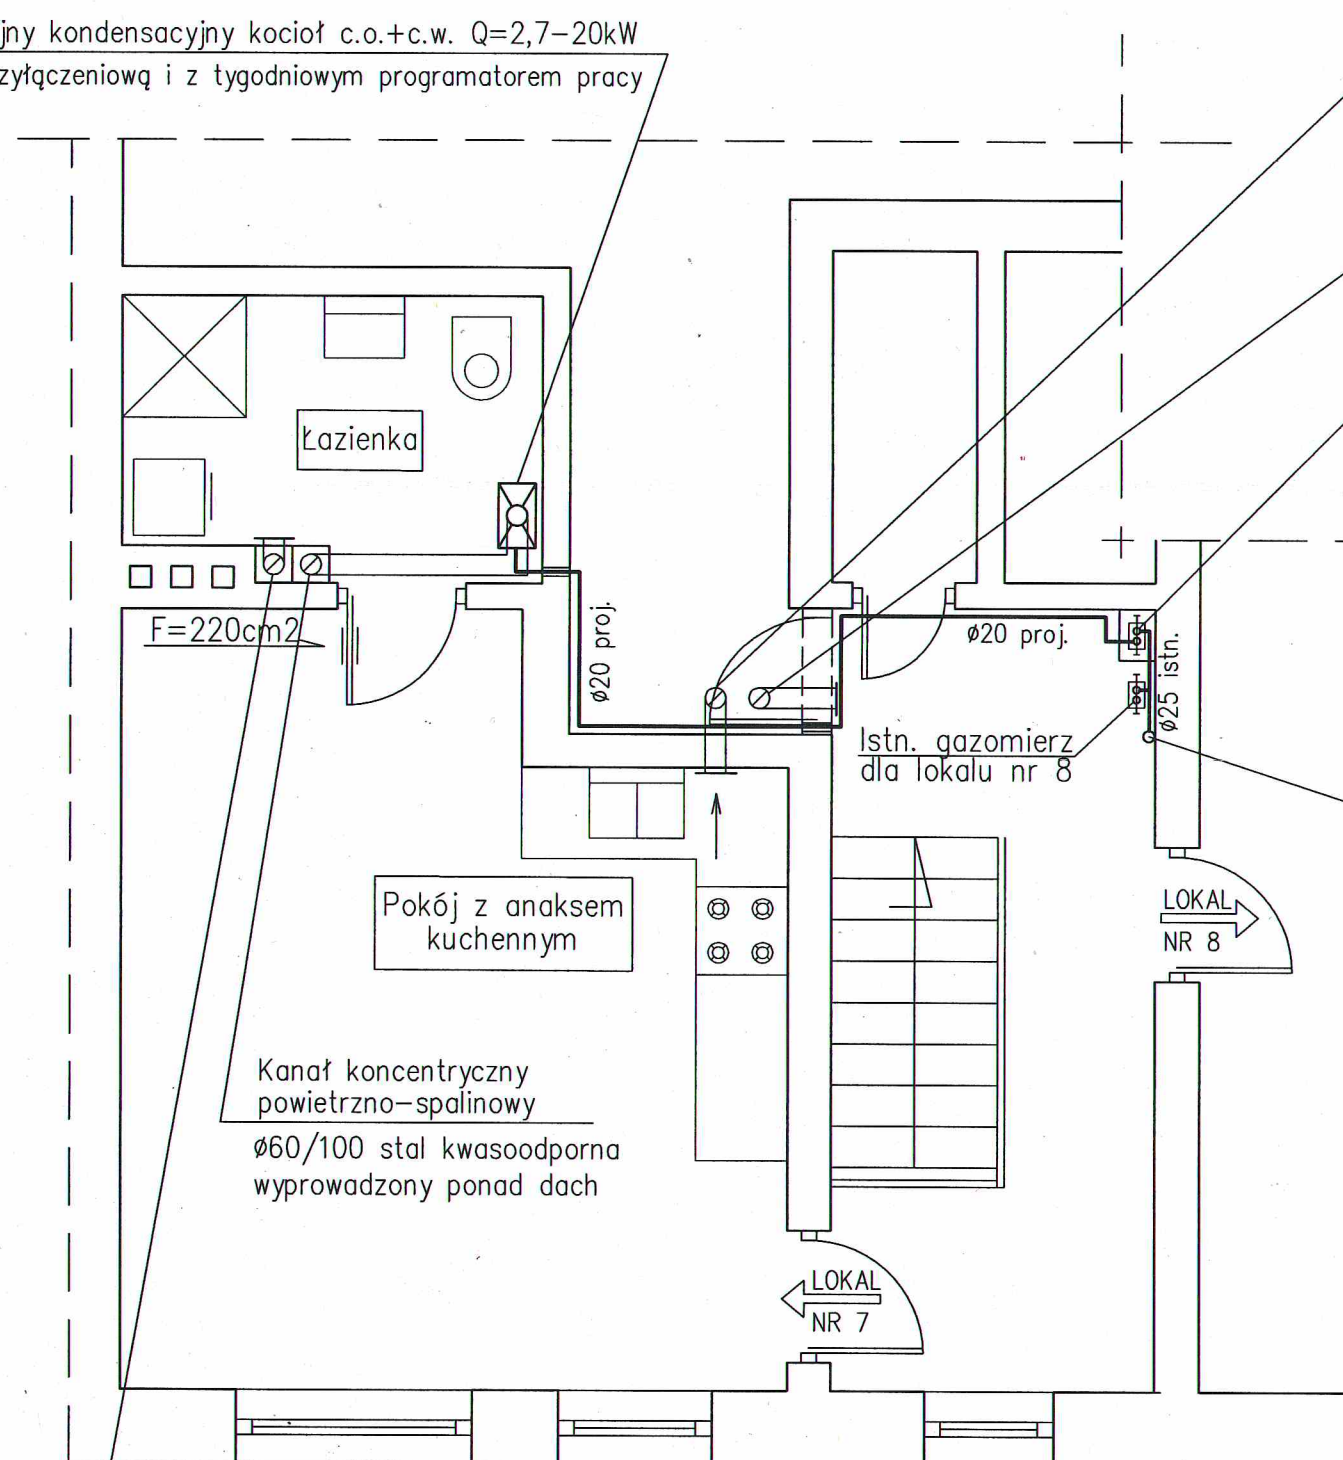 jny kondensacyjny kocioł c.o.+c.w. Q=2,7-20kW
zyłączeniową i z tygodniowym programatorem pracy
Łazienka
F=220cm2
ø20 proj.
ø20 proj.
ø25 istn.
Istn. gazomierz
dla lokalu nr 8
LOKAL
NR 8
Pokój z anaksem
kuchennym
Kanał koncentryczny
powietrzno-spalinowy
ø60/100 stal kwasoodporna
wyprowadzony ponad dach
LOKAL
NR 7